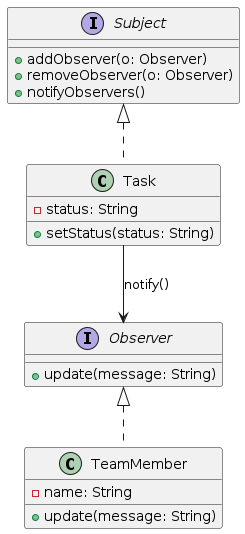 I Subject
addObserver(o: Observer)
removeObserver(o: Observer)
notifyObservers()
C Task
status: String
setStatus(status: String)
notify()
I Observer
update(message: String)
C TeamMember
name: String
update(message: String)